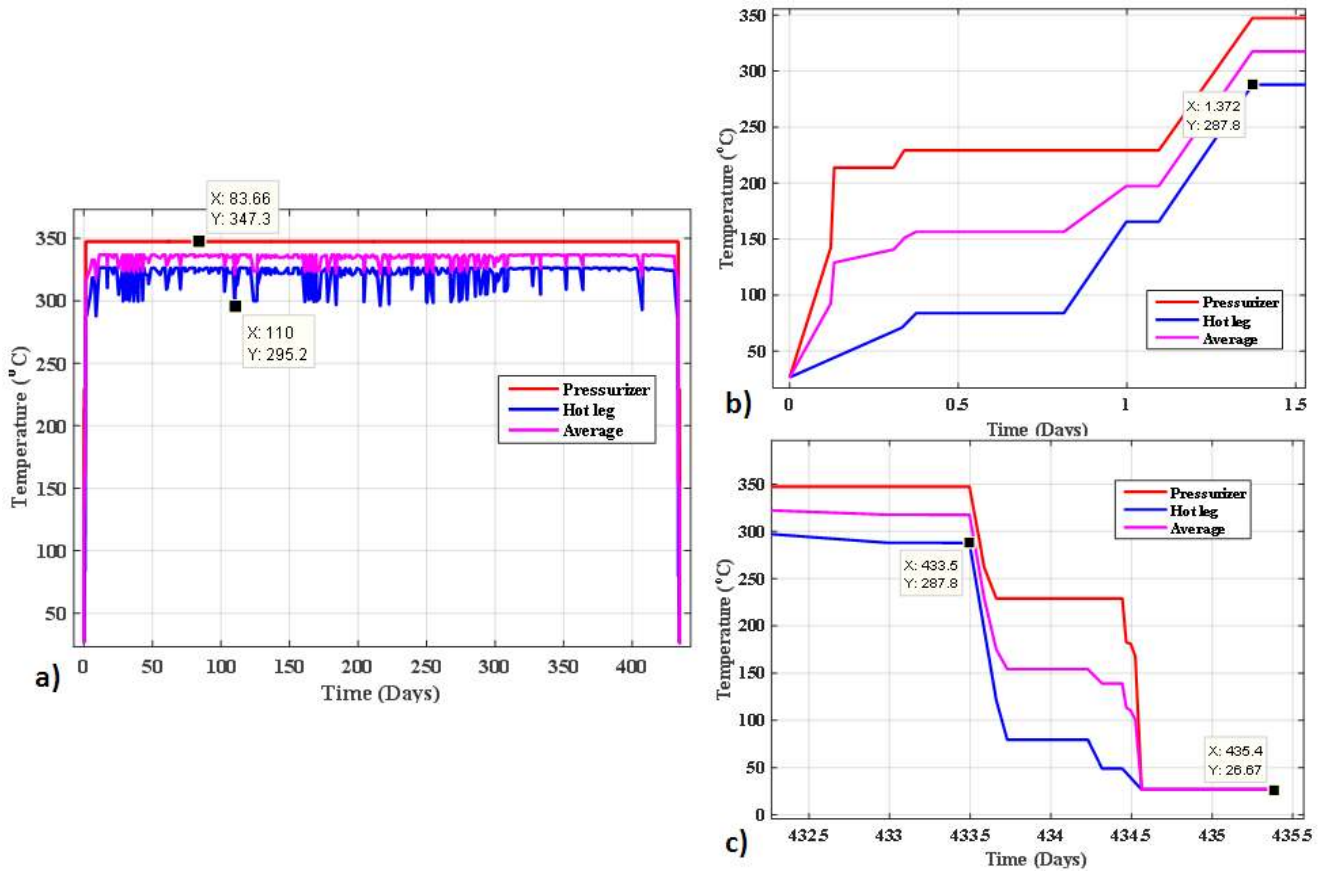 X: 83.66
Y: 347.3
X: 110
Y: 295.2
Pressurizer
Hot leg
Average
Temperature (°C)
350
300
250
200
150
100
50
0 50 100 150 200 250 300 350 400
Time (Days)
a)
X: 1.372
Y: 287.8
Pressurizer
Hot leg
Average
Temperature (°C)
350
300
250
200
150
100
50
0 0.5 1 1.5
Time (Days)
b)
Pressurizer
Hot leg
Average
X: 433.5
Y: 287.8
X: 435.4
Y: 26.67
Temperature (°C)
350
300
250
200
150
100
50
0
432.5 433 433.5 434 434.5 435 435.5
Time (Days)
c)